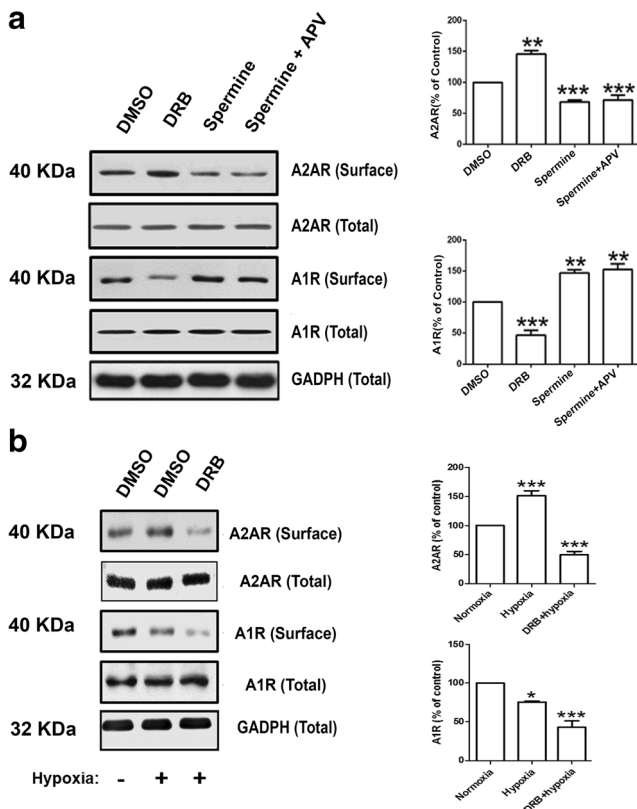 a
DMSO
DRB
Spermine
Spermine + APV
40 KDa
A2AR (Surface)
A2AR (Total)
40 KDa
A1R (Surface)
A1R (Total)
32 KDa
GADPH (Total)
A2AR(% of Control)
200
150
100
50
0
**
***
***
DMSO
DRB
Spermine
Spermine+APV
A1R(% of Control)
200
150
100
50
0
***
**
**
DMSO
DRB
Spermine
Spermine+APV
b
DMSO
DMSO
DRB
40 KDa
A2AR (Surface)
A2AR (Total)
40 KDa
A1R (Surface)
A1R (Total)
32 KDa
GADPH (Total)
Hypoxia: - + +
A2AR (% of control)
200
150
100
50
0
***
***
Normoxia
Hypoxia
DRB+hypoxia
A1R (% of control)
150
100
50
0
*
***
Normoxia
Hypoxia
DRB+hypoxia